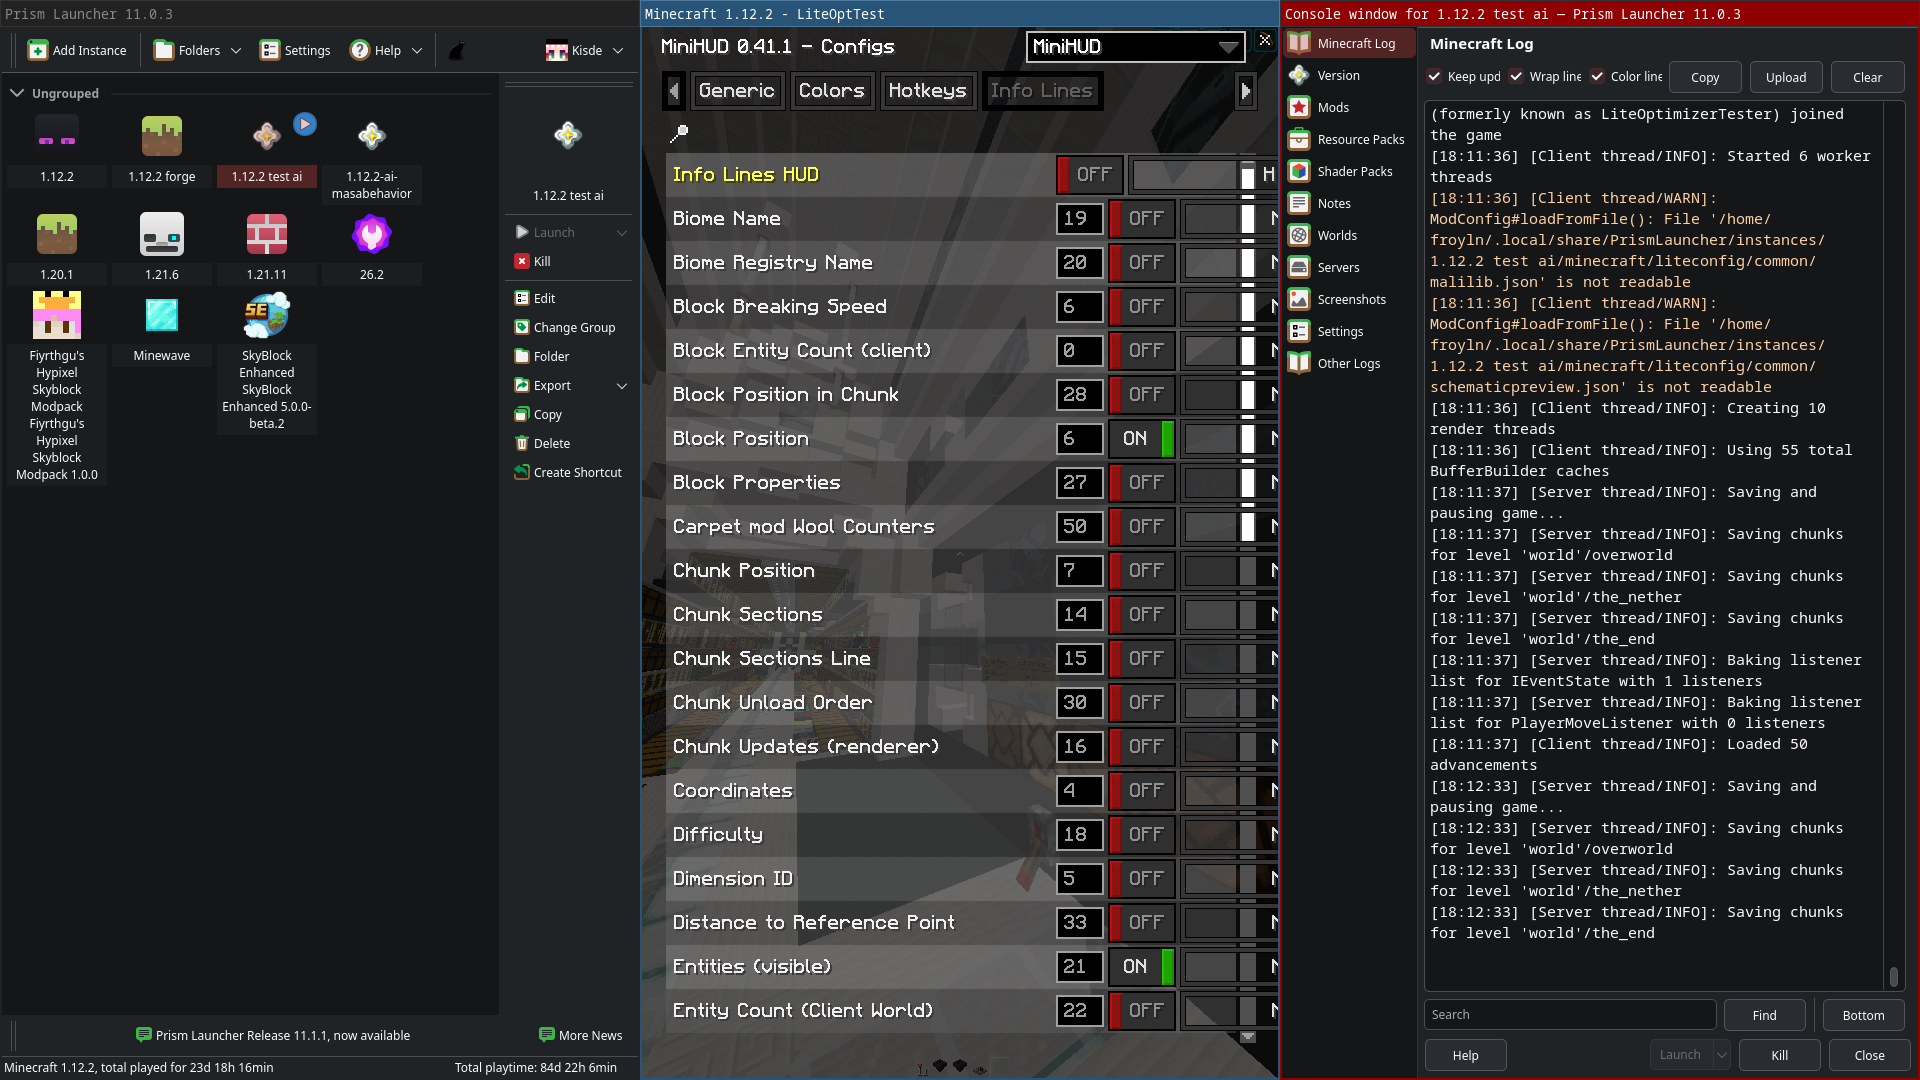 Prism Launcher 11.0.3
Add Instance
Folders
Settings
Help
Kisde
Ungrouped
1.12.2
1.12.2 forge
1.12.2 test ai
1.12.2-ai-
masabehavior
1.20.1
1.21.6
1.21.11
26.2
Fiyrthgu's
Hypixel
Skyblock
Modpack
Fiyrthgu's
Hypixel
Skyblock
Modpack 1.0.0
Minewave
SkyBlock
Enhanced
SkyBlock
Enhanced 5.0.0-
beta.2
1.12.2 test ai
Launch
Kill
Edit
Change Group
Folder
Export
Copy
Delete
Create Shortcut
Prism Launcher Release 11.1.1, now available
More News
Minecraft 1.12.2, total played for 23d 18h 16min
Total playtime: 84d 22h 6min
Minecraft 1.12.2 - LiteOptTest
MiniHUD 0.41.1 - Configs
MiniHUD
Generic
Colors
Hotkeys
Info Lines
Info Lines HUD OFF H
Biome Name 19 OFF
Biome Registry Name 20 OFF
Block Breaking Speed 6 OFF
Block Entity Count (client) 0 OFF
Block Position in Chunk 28 OFF
Block Position 6 ON
Block Properties 27 OFF
Carpet mod Wool Counters 50 OFF
Chunk Position 7 OFF
Chunk Sections 14 OFF
Chunk Sections Line 15 OFF
Chunk Unload Order 30 OFF
Chunk Updates (renderer) 16 OFF
Coordinates 4 OFF
Difficulty 18 OFF
Dimension ID 5 OFF
Distance to Reference Point 33 OFF
Entities (visible) 21 ON
Entity Count (Client World) 22 OFF
Console window for 1.12.2 test ai — Prism Launcher 11.0.3
Minecraft Log
Version
Mods
Resource Packs
Shader Packs
Notes
Worlds
Servers
Screenshots
Settings
Other Logs
Minecraft Log
Keep upd
Wrap line
Color line
Copy
Upload
Clear
(formerly known as LiteOptimizerTester) joined
the game
[18:11:36] [Client thread/INFO]: Started 6 worker
threads
[18:11:36] [Client thread/WARN]:
ModConfig#loadFromFile(): File '/home/
froyln/.local/share/PrismLauncher/instances/
1.12.2 test ai/minecraft/liteconfig/common/
malilib.json' is not readable
[18:11:36] [Client thread/WARN]:
ModConfig#loadFromFile(): File '/home/
froyln/.local/share/PrismLauncher/instances/
1.12.2 test ai/minecraft/liteconfig/common/
schematicpreview.json' is not readable
[18:11:36] [Client thread/INFO]: Creating 10
render threads
[18:11:36] [Client thread/INFO]: Using 55 total
BufferBuilder caches
[18:11:37] [Server thread/INFO]: Saving and
pausing game...
[18:11:37] [Server thread/INFO]: Saving chunks
for level 'world'/overworld
[18:11:37] [Server thread/INFO]: Saving chunks
for level 'world'/the_nether
[18:11:37] [Server thread/INFO]: Saving chunks
for level 'world'/the_end
[18:11:37] [Server thread/INFO]: Baking listener
list for IEventState with 1 listeners
[18:11:37] [Server thread/INFO]: Baking listener
list for PlayerMoveListener with 0 listeners
[18:11:37] [Client thread/INFO]: Loaded 50
advancements
[18:12:33] [Server thread/INFO]: Saving and
pausing game...
[18:12:33] [Server thread/INFO]: Saving chunks
for level 'world'/overworld
[18:12:33] [Server thread/INFO]: Saving chunks
for level 'world'/the_nether
[18:12:33] [Server thread/INFO]: Saving chunks
for level 'world'/the_end
Search
Find
Bottom
Help
Launch
Kill
Close